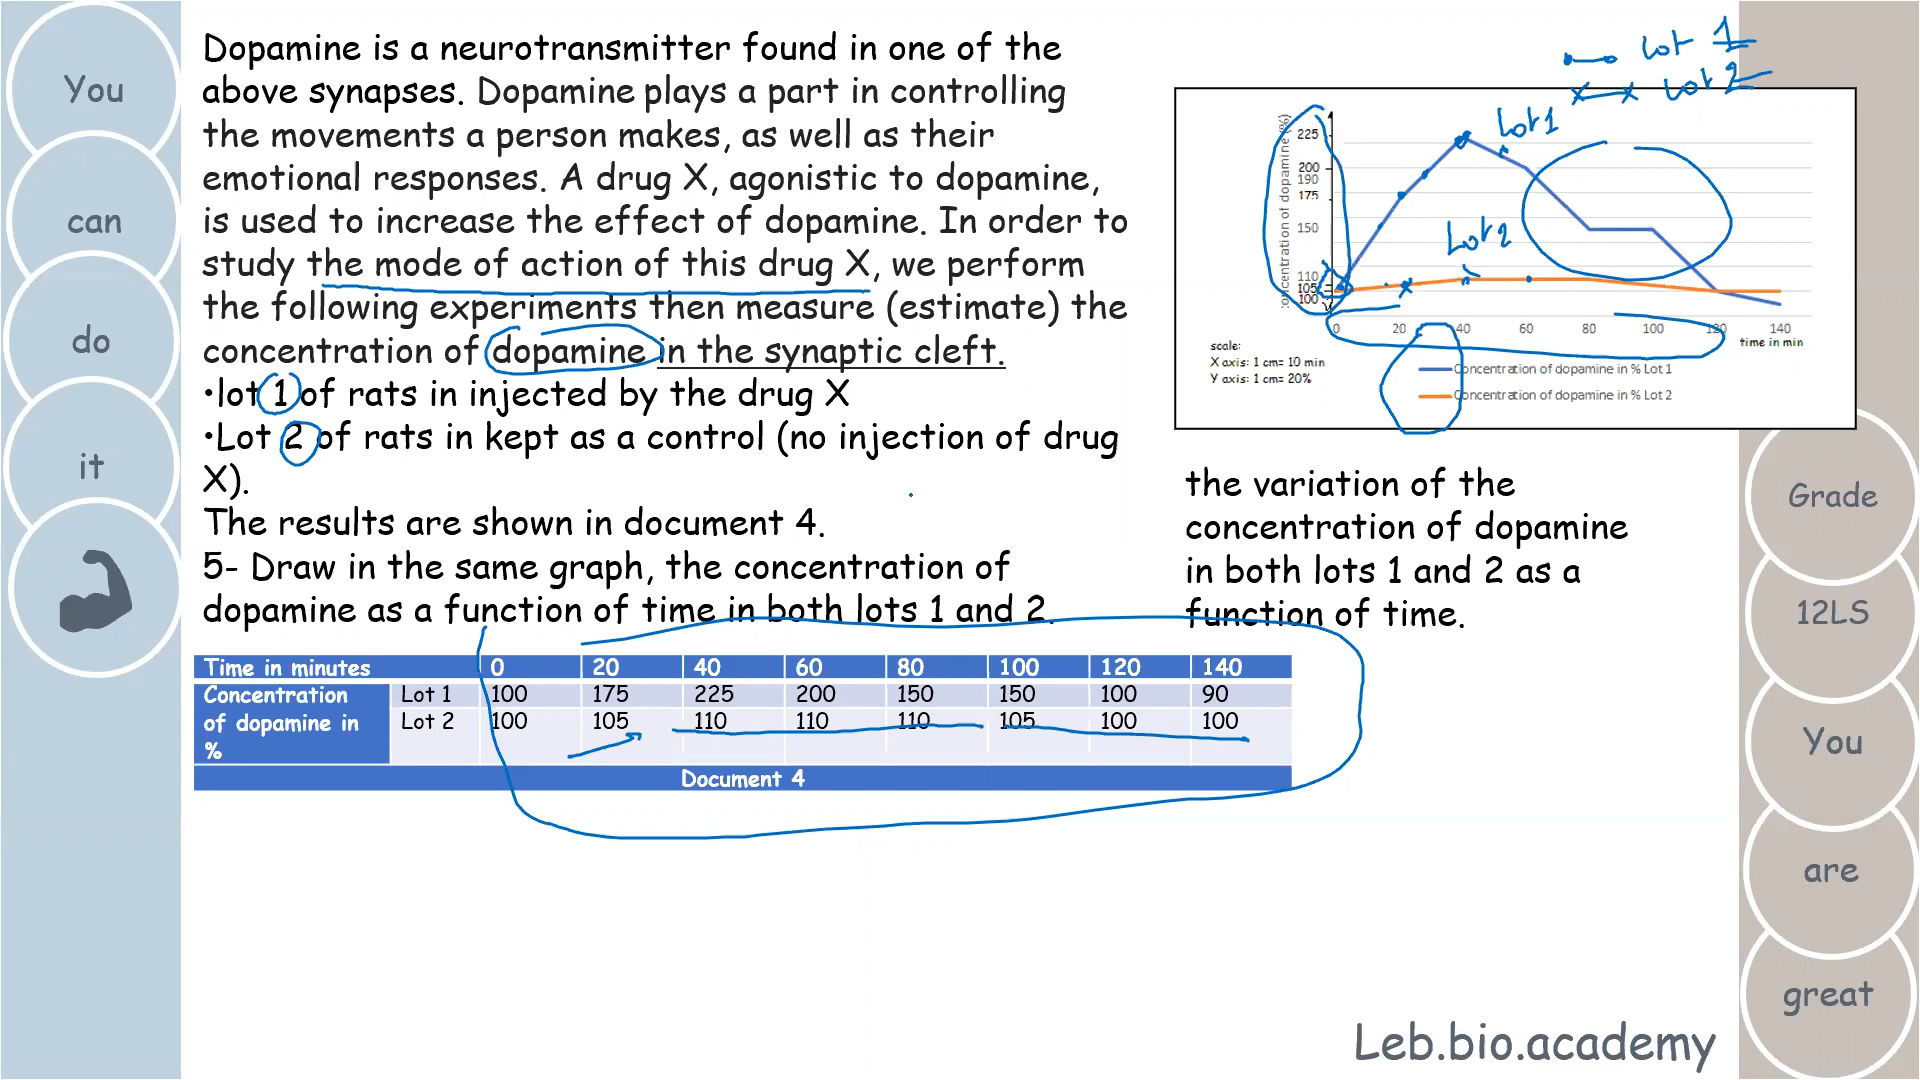 You
can
do
it
Dopamine is a neurotransmitter found in one of the
above synapses. Dopamine plays a part in controlling
the movements a person makes, as well as their
emotional responses. A drug X, agonistic to dopamine,
is used to increase the effect of dopamine. In order to
study the mode of action of this drug X, we perform
the following experiments then measure (estimate) the
concentration of dopamine in the synaptic cleft.
•lot 1 of rats in injected by the drug X
•Lot 2 of rats in kept as a control (no injection of drug
X).
The results are shown in document 4.
5- Draw in the same graph, the concentration of
dopamine as a function of time in both lots 1 and 2.
Time in minutes 0 20 40 60 80 100 120 140
Concentration of dopamine in %
Lot 1 100 175 225 200 150 150 100 90
Lot 2 100 105 110 110 110 105 100 100
Document 4
lot 1
lot 2
concentration of dopamine (%)
225
200
190
175
150
110
105
100
Lot 1
Lot 2
0 20 40 60 80 100 120 140
time in min
scale:
X axis: 1 cm= 10 min
Y axis: 1 cm= 20%
Concentration of dopamine in % Lot 1
Concentration of dopamine in % Lot 2
the variation of the
concentration of dopamine
in both lots 1 and 2 as a
function of time.
Grade
12LS
You
are
great
Leb.bio.academy